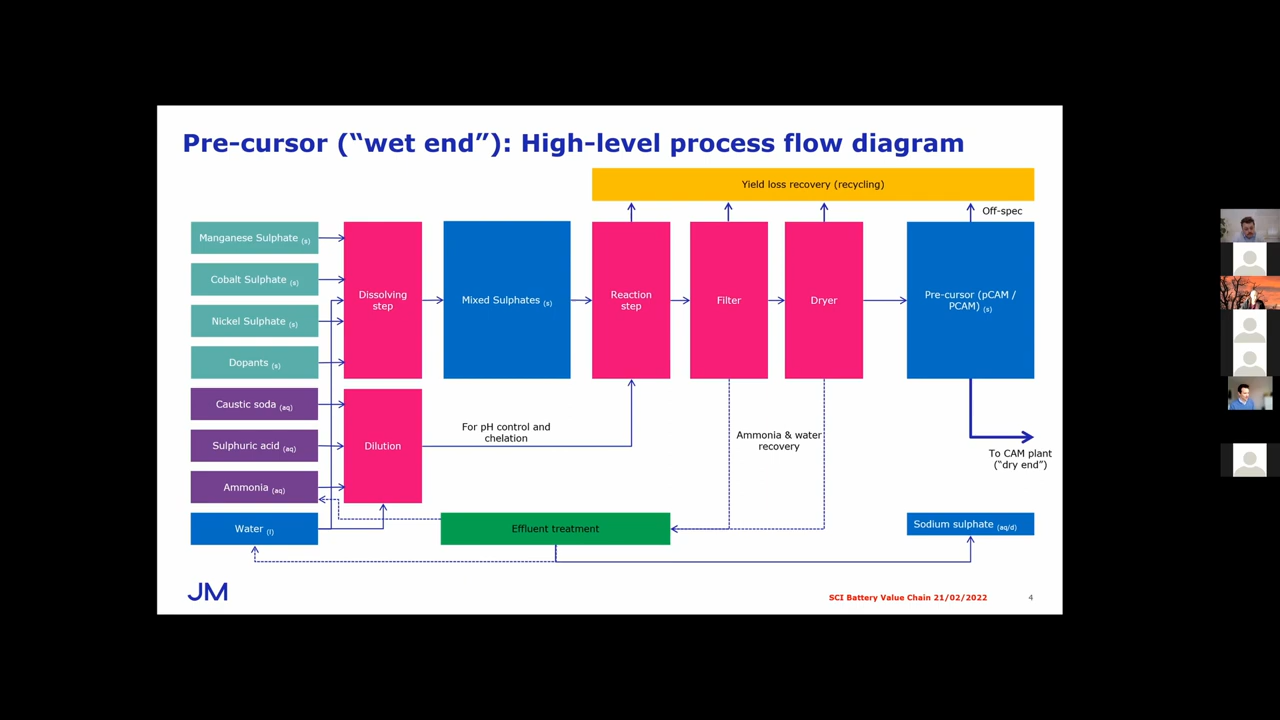 Pre-cursor (“wet end”): High-level process flow diagram
Yield loss recovery (recycling)
Off-spec
Manganese Sulphate (s)
Cobalt Sulphate (s)
Nickel Sulphate (s)
Dopants (s)
Caustic soda (aq)
Sulphuric acid (aq)
Ammonia (aq)
Water (l)
Dissolving
step
Dilution
Mixed Sulphates (s)
Reaction
step
Filter
Dryer
Pre-cursor (pCAM /
PCAM) (s)
For pH control and
chelation
Ammonia & water
recovery
To CAM plant
(“dry end”)
Effluent treatment
Sodium sulphate (aq/d)
JM
SCI Battery Value Chain 21/02/2022
4